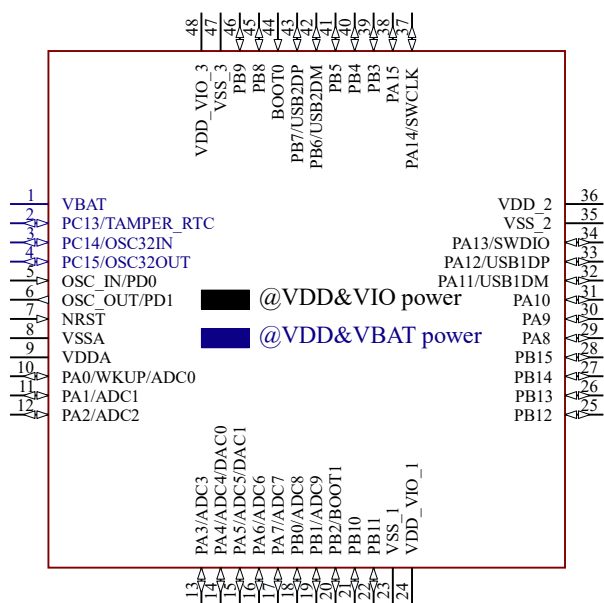 48 47 46 45 44 43 42 41 40 39 38 37
VDD_VIO_3
VSS_3
PB9
PB8
BOOT0
PB7/USB2DP
PB6/USB2DM
PB5
PB4
PB3
PA15
PA14/SWCLK
1 VBAT
2 PC13/TAMPER_RTC
3 PC14/OSC32IN
4 PC15/OSC32OUT
5 OSC_IN/PD0
6 OSC_OUT/PD1
7 NRST
8 VSSA
9 VDDA
10 PA0/WKUP/ADC0
11 PA1/ADC1
12 PA2/ADC2
@VDD&VIO power
@VDD&VBAT power
VDD_2 36
VSS_2 35
PA13/SWDIO 34
PA12/USB1DP 33
PA11/USB1DM 32
PA10 31
PA9 30
PA8 29
PB15 28
PB14 27
PB13 26
PB12 25
PA3/ADC3
PA4/ADC4/DAC0
PA5/ADC5/DAC1
PA6/ADC6
PA7/ADC7
PB0/ADC8
PB1/ADC9
PB2/BOOT1
PB10
PB11
VSS_1
VDD_VIO_1
13 14 15 16 17 18 19 20 21 22 23 24